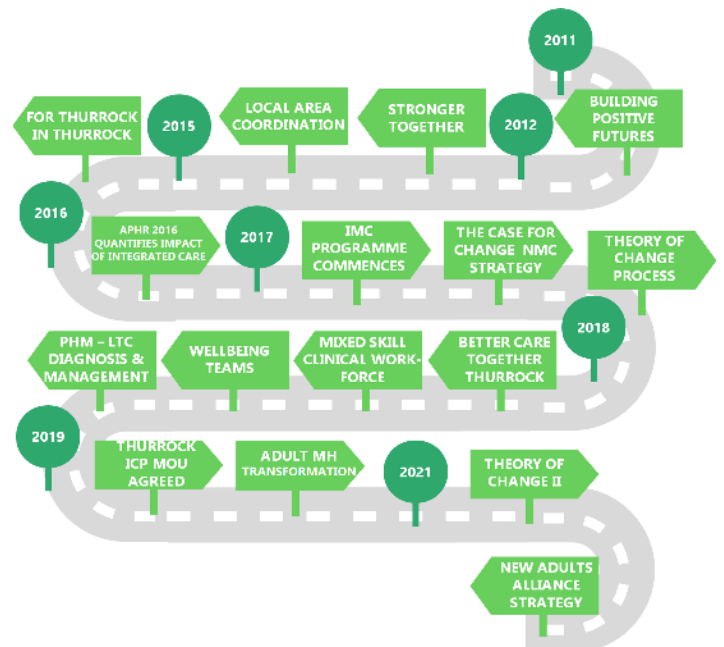 2011
BUILDING
POSITIVE
FUTURES
2012
STRONGER
TOGETHER
LOCAL AREA
COORDINATION
2015
FOR THURROCK
IN THURROCK
2016
APHR 2016
QUANTIFIES IMPACT
OF INTEGRATED CARE
2017
IMC
PROGRAMME
COMMENCES
THE CASE FOR
CHANGE NMC
STRATEGY
THEORY OF
CHANGE
PROCESS
2018
BETTER CARE
TOGETHER
THURROCK
MIXED SKILL
CLINICAL WORK-
FORCE
WELLBEING
TEAMS
PHM – LTC
DIAGNOSIS &
MANAGEMENT
2019
THURROCK
ICP MOU
AGREED
ADULT MH
TRANSFORMATION
2021
THEORY OF
CHANGE II
NEW ADULTS
ALLIANCE
STRATEGY